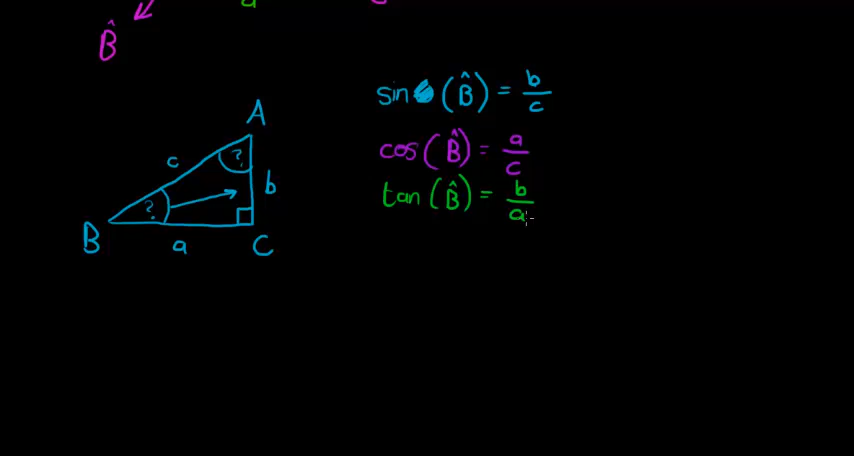 B̂
sin (B̂) = b/c
cos (B̂) = a/c
tan (B̂) = b/a
A
c
?
b
?
B
a
C